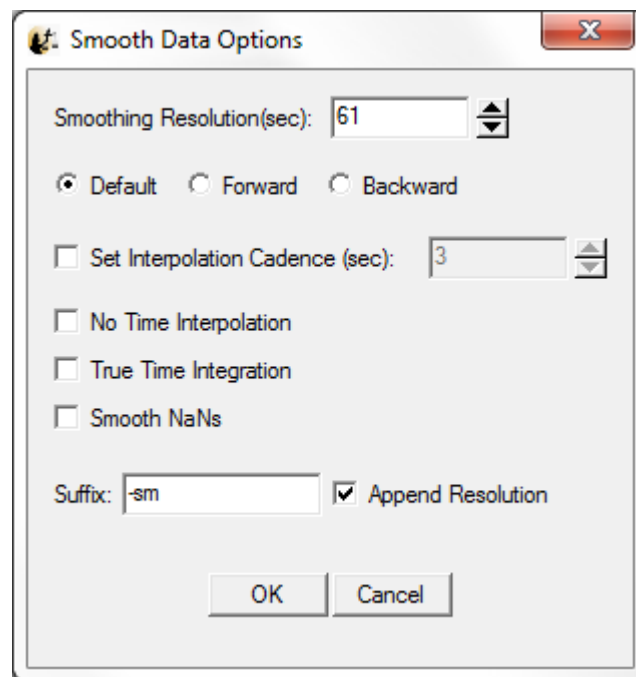 Smooth Data Options
Smoothing Resolution(sec): 61
Default Forward Backward
Set Interpolation Cadence (sec): 3
No Time Interpolation
True Time Integration
Smooth NaNs
Suffix: -sm Append Resolution
OK Cancel